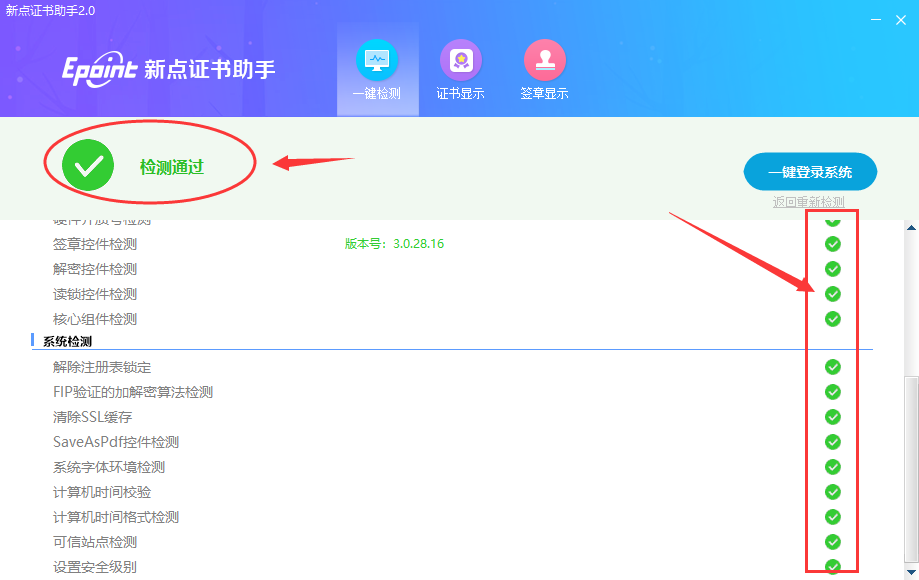 新点证书助手2.0
Epoint 新点证书助手
一键检测
证书显示
签章显示
检测通过
一键登录系统
返回重新检测
硬件介质号检测
签章控件检测
版本号：3.0.28.16
解密控件检测
读锁控件检测
核心组件检测
系统检测
解除注册表锁定
FIP验证的加解密算法检测
清除SSL缓存
SaveAsPdf控件检测
系统字体环境检测
计算机时间校验
计算机时间格式检测
可信站点检测
设置安全级别